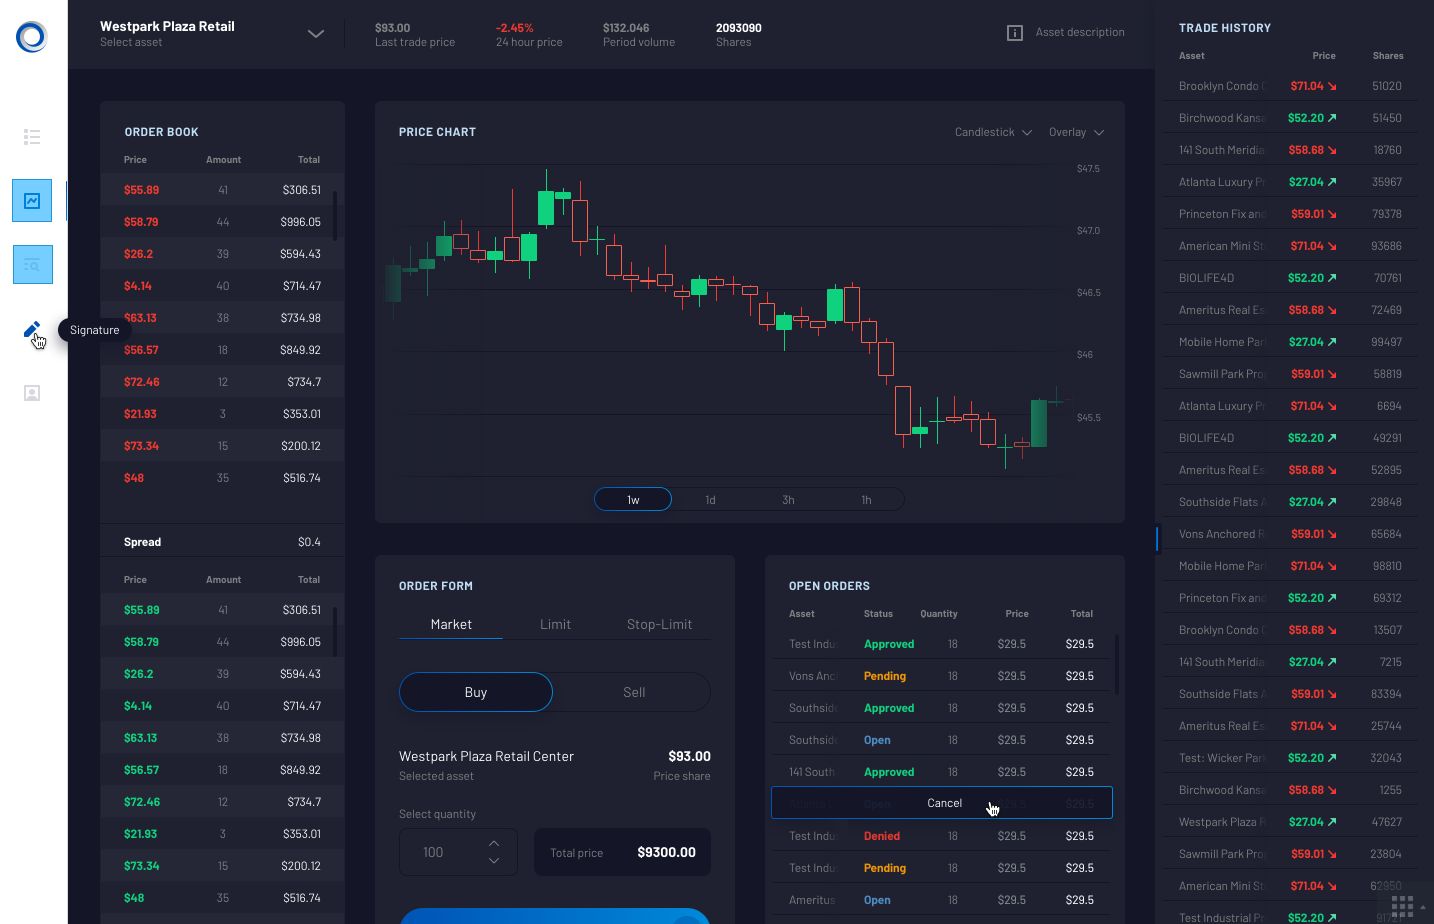 Westpark Plaza Retail
Select asset
$93.00
Last trade price
-2.45%
24 hour price
$132.046
Period volume
2093090
Shares
Asset description
Signature
ORDER BOOK
Price Amount Total
$55.89 41 $306.51
$58.79 44 $996.05
$26.2 39 $594.43
$4.14 40 $714.47
$63.13 38 $734.98
$56.57 18 $849.92
$72.46 12 $734.7
$21.93 3 $353.01
$73.34 15 $200.12
$48 35 $516.74
Spread $0.4
Price Amount Total
$55.89 41 $306.51
$58.79 44 $996.05
$26.2 39 $594.43
$4.14 40 $714.47
$63.13 38 $734.98
$56.57 18 $849.92
$72.46 12 $734.7
$21.93 3 $353.01
$73.34 15 $200.12
$48 35 $516.74
PRICE CHART
Candlestick Overlay
$47.5
$47.0
$46.5
$46
$45.5
1w 1d 3h 1h
ORDER FORM
Market Limit Stop-Limit
Buy Sell
Westpark Plaza Retail Center $93.00
Selected asset Price share
Select quantity
100 Total price $9300.00
OPEN ORDERS
Asset Status Quantity Price Total
Test Indu Approved 18 $29.5 $29.5
Vons Anc Pending 18 $29.5 $29.5
Southside Approved 18 $29.5 $29.5
Southside Open 18 $29.5 $29.5
141 South Approved 18 $29.5 $29.5
Open Cancel $29.5 $29.5
Test Indu Denied 18 $29.5 $29.5
Test Indu Pending 18 $29.5 $29.5
Ameritus Open 18 $29.5 $29.5
TRADE HISTORY
Asset Price Shares
Brooklyn Condo $71.04 51020
Birchwood Kansa $52.20 51450
141 South Meridia $58.68 18760
Atlanta Luxury P $27.04 35967
Princeton Fix and $59.01 79378
American Mini St $71.04 93686
BIOLIFE4D $52.20 70761
Ameritus Real Es $58.68 72469
Mobile Home Par $27.04 99497
Sawmill Park Pro $59.01 58819
Atlanta Luxury P $71.04 6694
BIOLIFE4D $52.20 49291
Ameritus Real Es $58.68 52895
Southside Flats A $27.04 29848
Vons Anchored R $59.01 65684
Mobile Home Par $71.04 98810
Princeton Fix and $52.20 69312
Brooklyn Condo $58.68 13507
141 South Meridia $27.04 7215
Southside Flats A $59.01 83394
Ameritus Real Es $71.04 25744
Test: Wicker Park $52.20 32043
Birchwood Kansa $58.68 1255
Westpark Plaza R $27.04 47627
Sawmill Park Pro $59.01 23804
American Mini St $71.04 62950
Test Industrial Pr $52.20